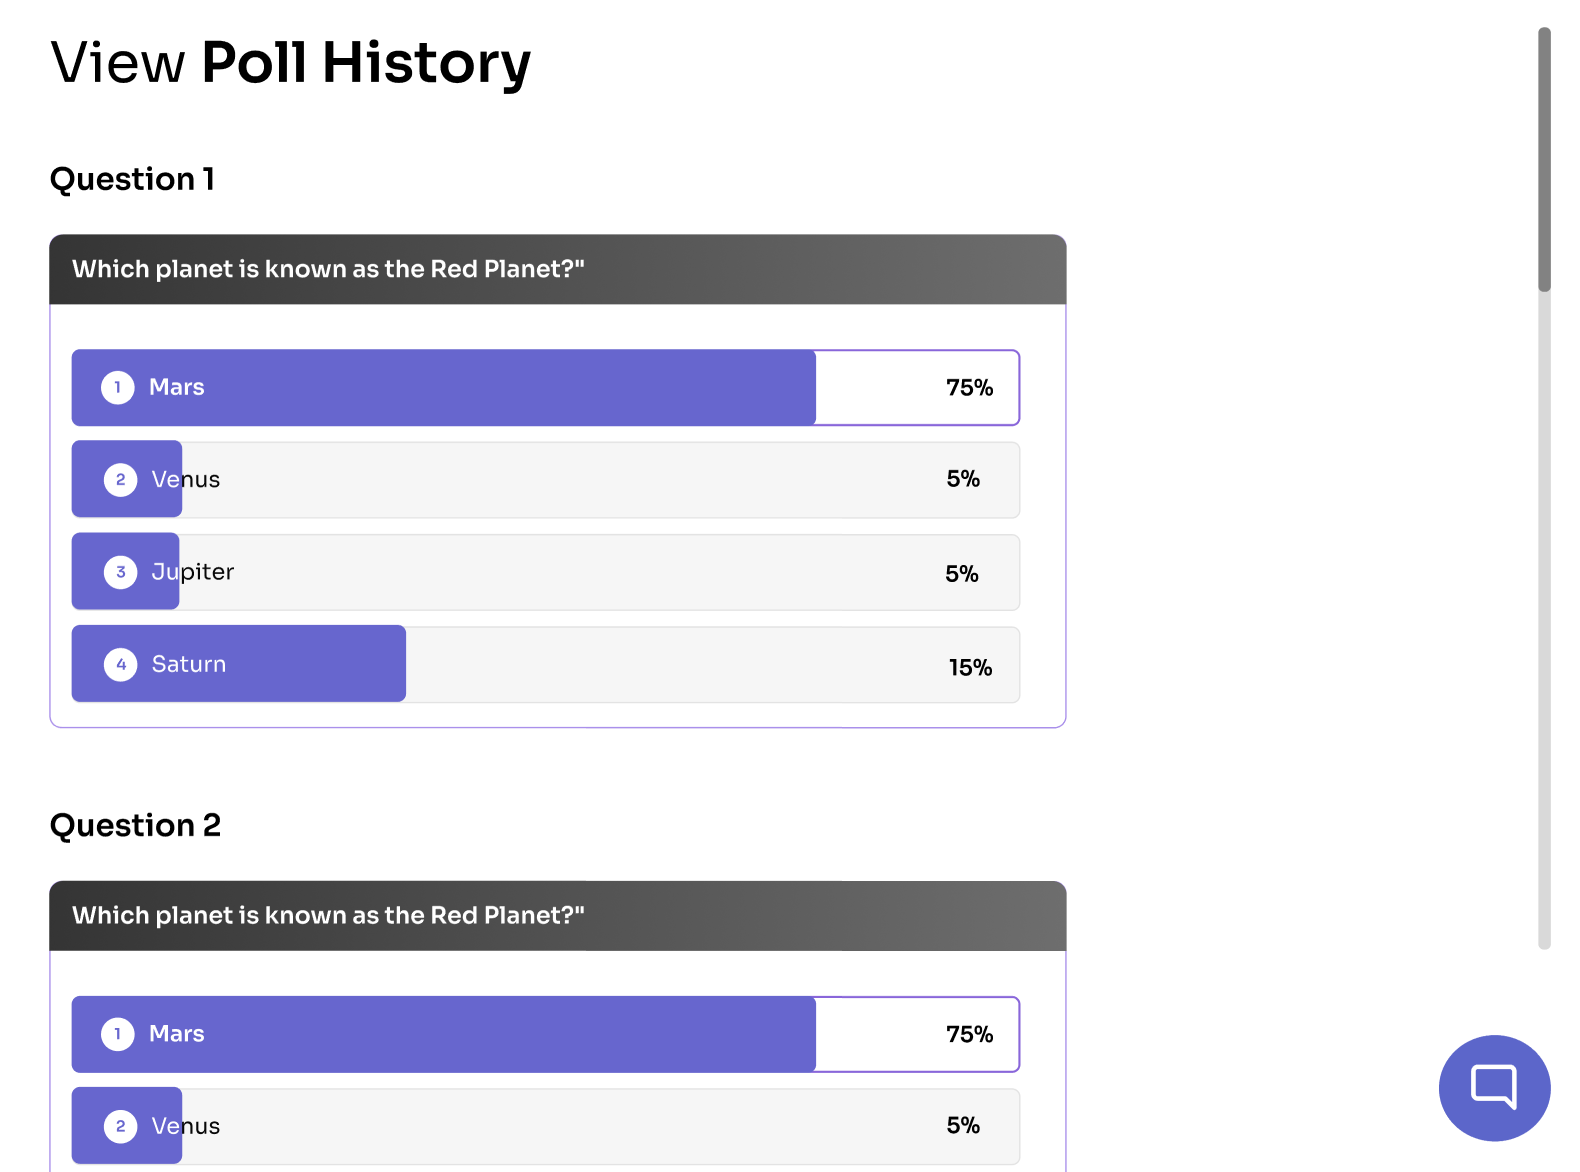 View Poll History
Question 1
Which planet is known as the Red Planet?"
1 Mars 75%
2 Venus 5%
3 Jupiter 5%
4 Saturn 15%
Question 2
Which planet is known as the Red Planet?"
1 Mars 75%
2 Venus 5%